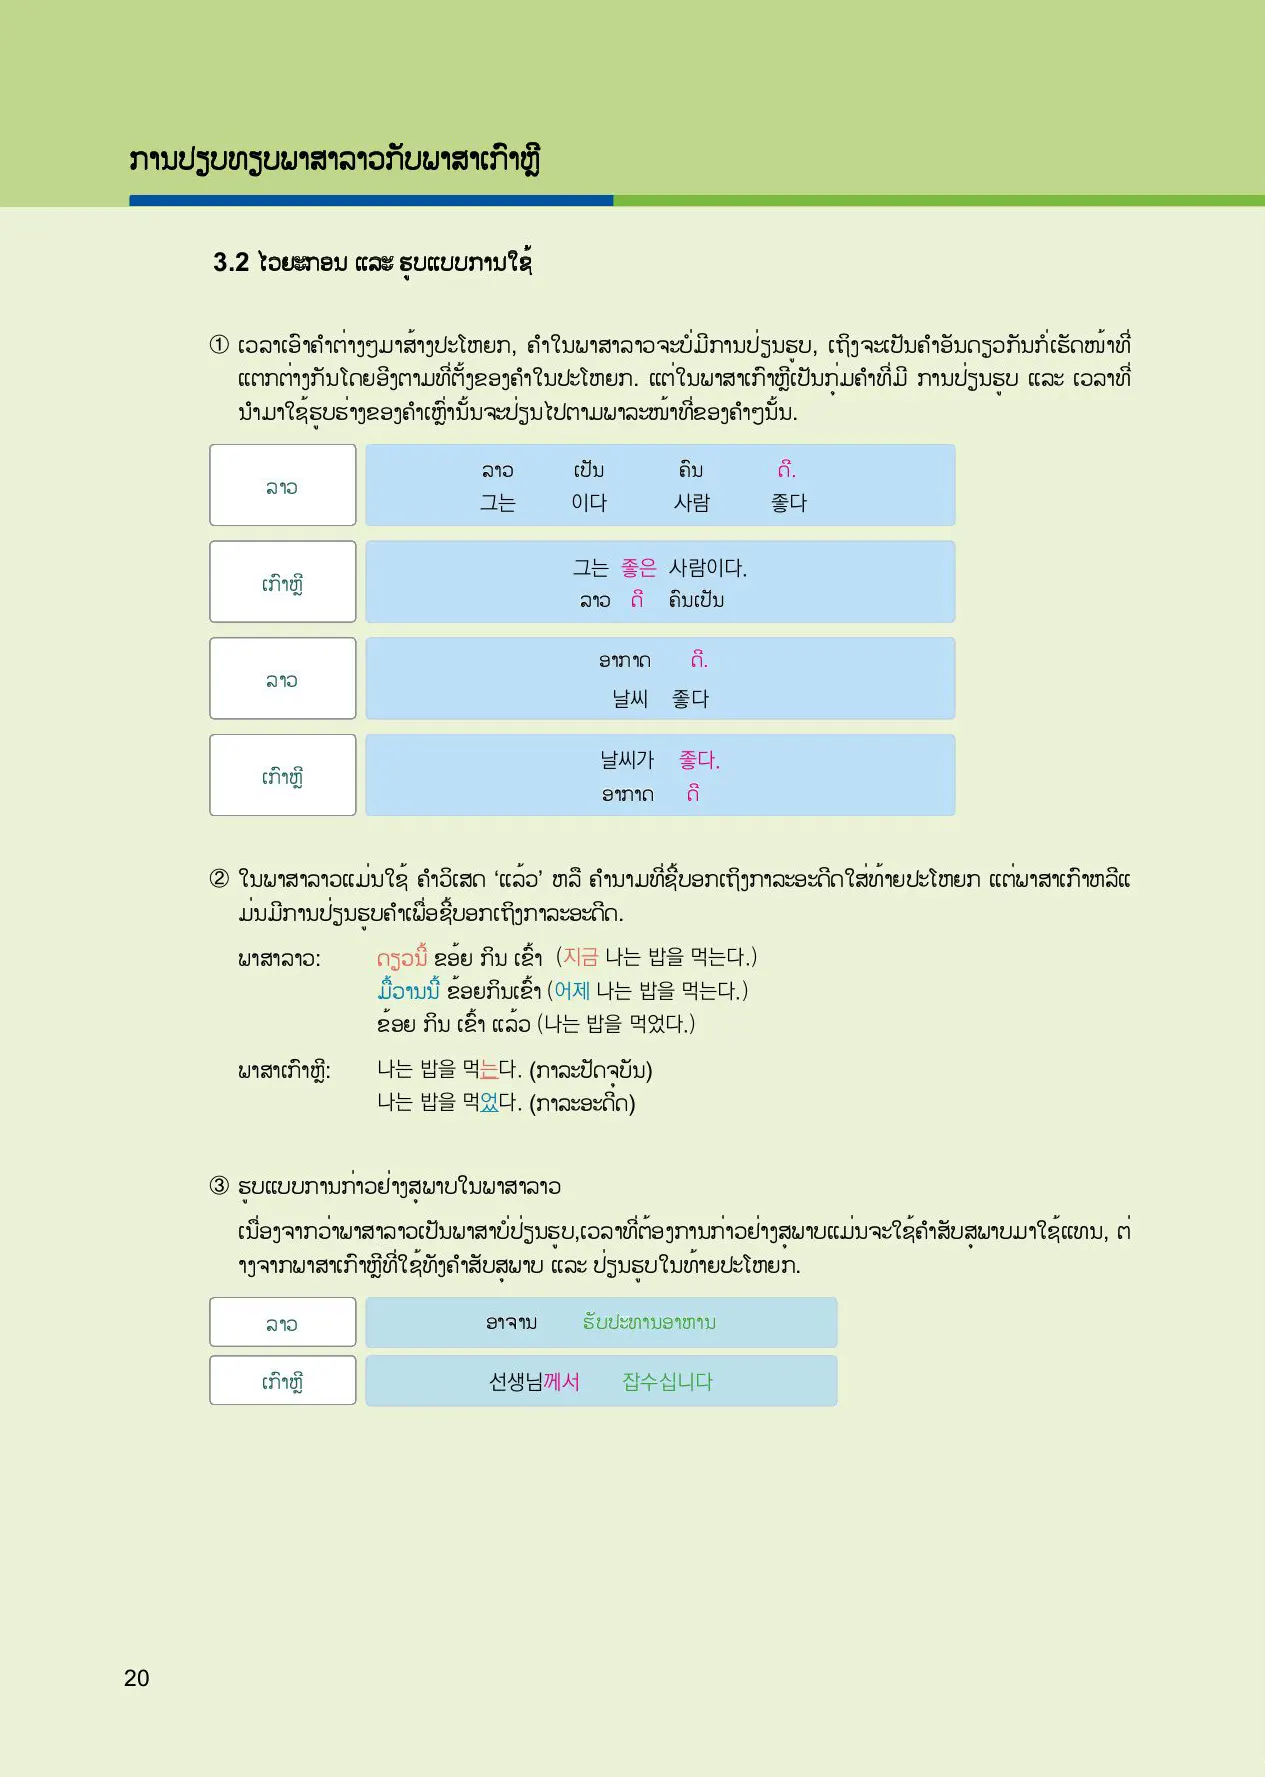 ການປຽບທຽບພາສາລາວກັບພາສາເກົາຫຼີ
3.2 ໄວຍະກອນ ແລະ ຮູບແບບການໃຊ້
① ເວລາເອົາຄຳຕ່າງໆມາສ້າງປະໂຫຍກ, ຄຳໃນພາສາລາວຈະບໍ່ມີການປ່ຽນຮູບ, ເຖິງຈະເປັນຄຳອັນດຽວກັນກໍ່ເຮັດໜ້າທີ່
ແຕກຕ່າງກັນໂດຍອີງຕາມທີ່ຕັ້ງຂອງຄຳໃນປະໂຫຍກ. ແຕ່ໃນພາສາເກົາຫຼີເປັນກຸ່ມຄຳທີ່ມີ ການປ່ຽນຮູບ ແລະ ເວລາທີ່
ນຳມາໃຊ້ຮູບຮ່າງຂອງຄຳເຫຼົ່ານັ້ນຈະປ່ຽນໄປຕາມພາລະໜ້າທີ່ຂອງຄຳໆນັ້ນ.
ລາວ
ລາວ ເປັນ ຄົນ ດີ.
그는 이다 사람 좋다
ເກົາຫຼີ
그는 좋은 사람이다.
ລາວ ດີ ຄົນເປັນ
ລາວ
ອາກາດ ດີ.
날씨 좋다
ເກົາຫຼີ
날씨가 좋다.
ອາກາດ ດີ
② ໃນພາສາລາວແມ່ນໃຊ້ ຄຳວິເສດ ‘ແລ້ວ’ ຫລື ຄຳນາມທີ່ຊີ້ບອກເຖິງກາລະອະດີດໃສ່ທ້າຍປະໂຫຍກ ແຕ່ພາສາເກົາຫລີແ
ມ່ນມີການປ່ຽນຮູບຄຳເພື່ອຊີ້ບອກເຖິງກາລະອະດີດ.
ພາສາລາວ: ດຽວນີ້ ຂອ້ຍ ກິນ ເຂົ້າ (지금 나는 밥을 먹는다.)
ມື້ວານນີ້ ຂ້ອຍກິນເຂົ້າ (어제 나는 밥을 먹는다.)
ຂ້ອຍ ກິນ ເຂົ້າ ແລ້ວ (나는 밥을 먹었다.)
ພາສາເກົາຫຼີ: 나는 밥을 먹는다. (ກາລະປັດຈຸບັນ)
나는 밥을 먹었다. (ກາລະອະດີດ)
③ ຮູບແບບການກ່າວຢ່າງສຸພາບໃນພາສາລາວ
ເນື່ອງຈາກວ່າພາສາລາວເປັນພາສາບໍ່ປ່ຽນຮູບ,ເວລາທີ່ຕ້ອງການກ່າວຢ່າງສຸພາບແມ່ນຈະໃຊ້ຄຳສັບສຸພາບມາໃຊ້ແທນ, ຕ່
າງຈາກພາສາເກົາຫຼີທີ່ໃຊ້ທັງຄຳສັບສຸພາບ ແລະ ປ່ຽນຮູບໃນທ້າຍປະໂຫຍກ.
ລາວ
ອາຈານ ຮັບປະທານອາຫານ
ເກົາຫຼີ
선생님께서 잡수십니다
20